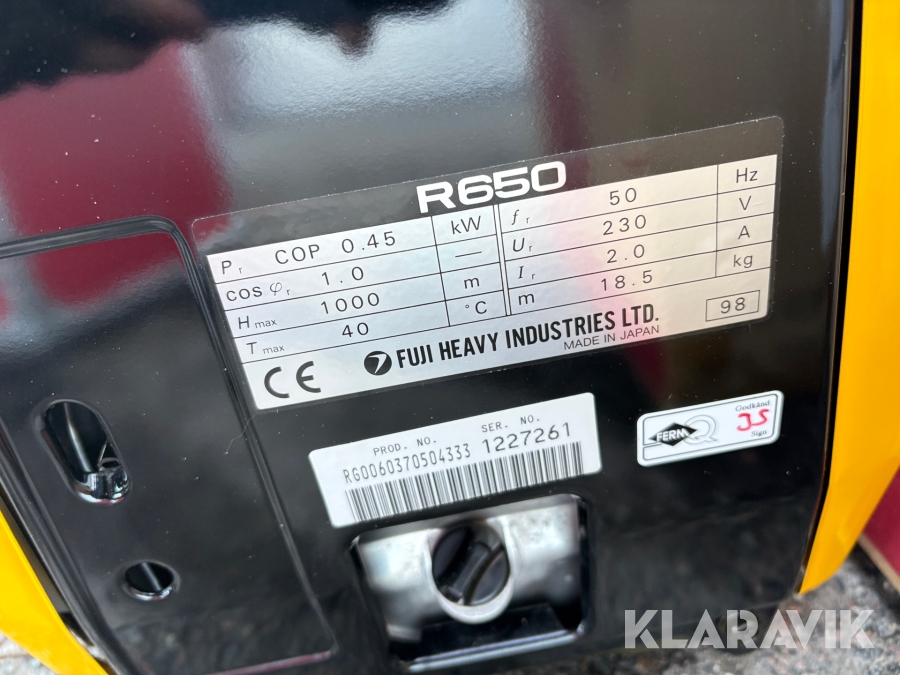 R650
Pr COP 0.45 kW fr 50 Hz
cos φr 1.0 — Ur 230 V
Hmax 1000 m Ir 2.0 A
Tmax 40 °C m 18.5 kg
CE FUJI HEAVY INDUSTRIES LTD. 98
MADE IN JAPAN
PROD. NO. SER. NO.
RG0060370504333 1227261
FERM Q
Godkänd
JS
Sign
KLARAVIK